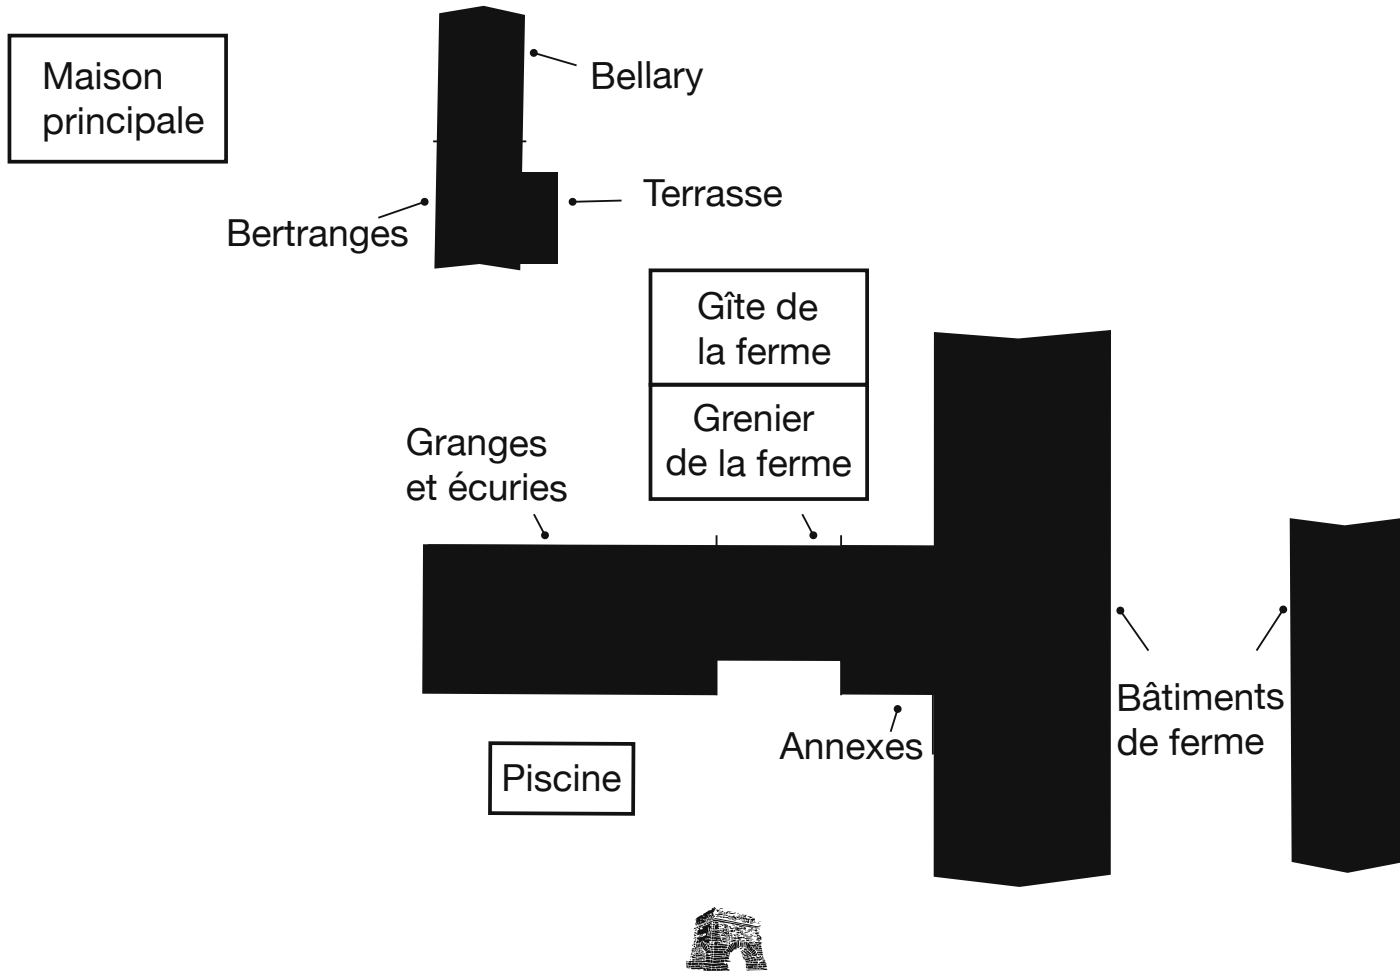 Maison
principale
Bellary
Terrasse
Bertranges
Gîte de
la ferme
Grenier
de la ferme
Granges
et écuries
Bâtiments
de ferme
Annexes
Piscine